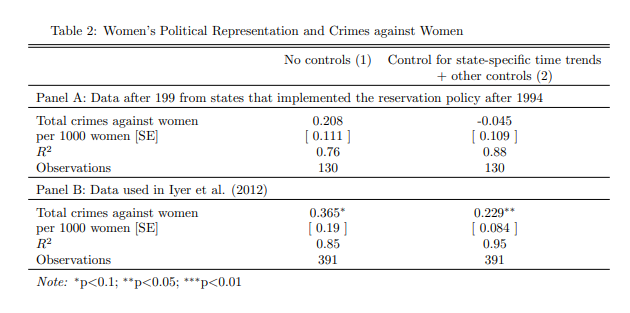 Table 2: Women's Political Representation and Crimes against Women
No controls (1) Control for state-specific time trends
+ other controls (2)
Panel A: Data after 199 from states that implemented the reservation policy after 1994
Total crimes against women 0.208 -0.045
per 1000 women [SE] [ 0.111 ] [ 0.109 ]
R² 0.76 0.88
Observations 130 130
Panel B: Data used in Iyer et al. (2012)
Total crimes against women 0.365* 0.229**
per 1000 women [SE] [ 0.19 ] [ 0.084 ]
R² 0.85 0.95
Observations 391 391
Note: *p<0.1; **p<0.05; ***p<0.01